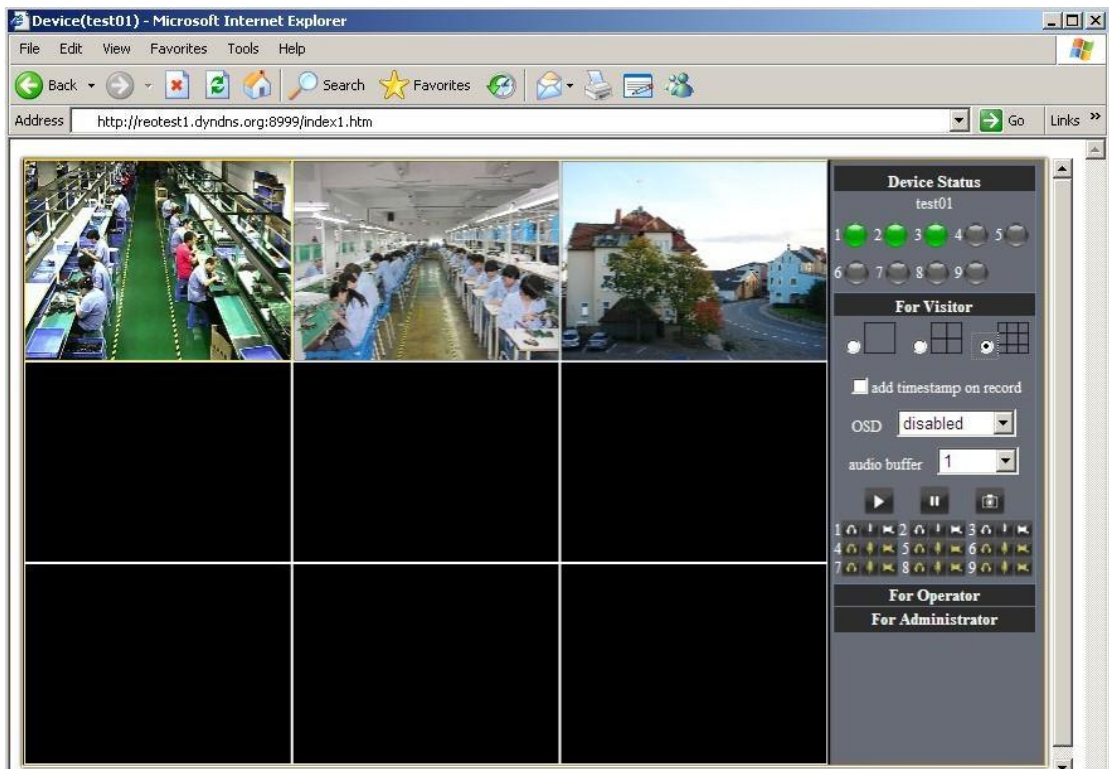 Device(test01) - Microsoft Internet Explorer
File Edit View Favorites Tools Help
Back Search Favorites
Address http://reotest1.dyndns.org:8999/index1.htm Go Links »
Device Status
test01
1 2 3 4 5
6 7 8 9
For Visitor
add timestamp on record
OSD disabled
audio buffer 1
1 2 3
4 5 6
7 8 9
For Operator
For Administrator